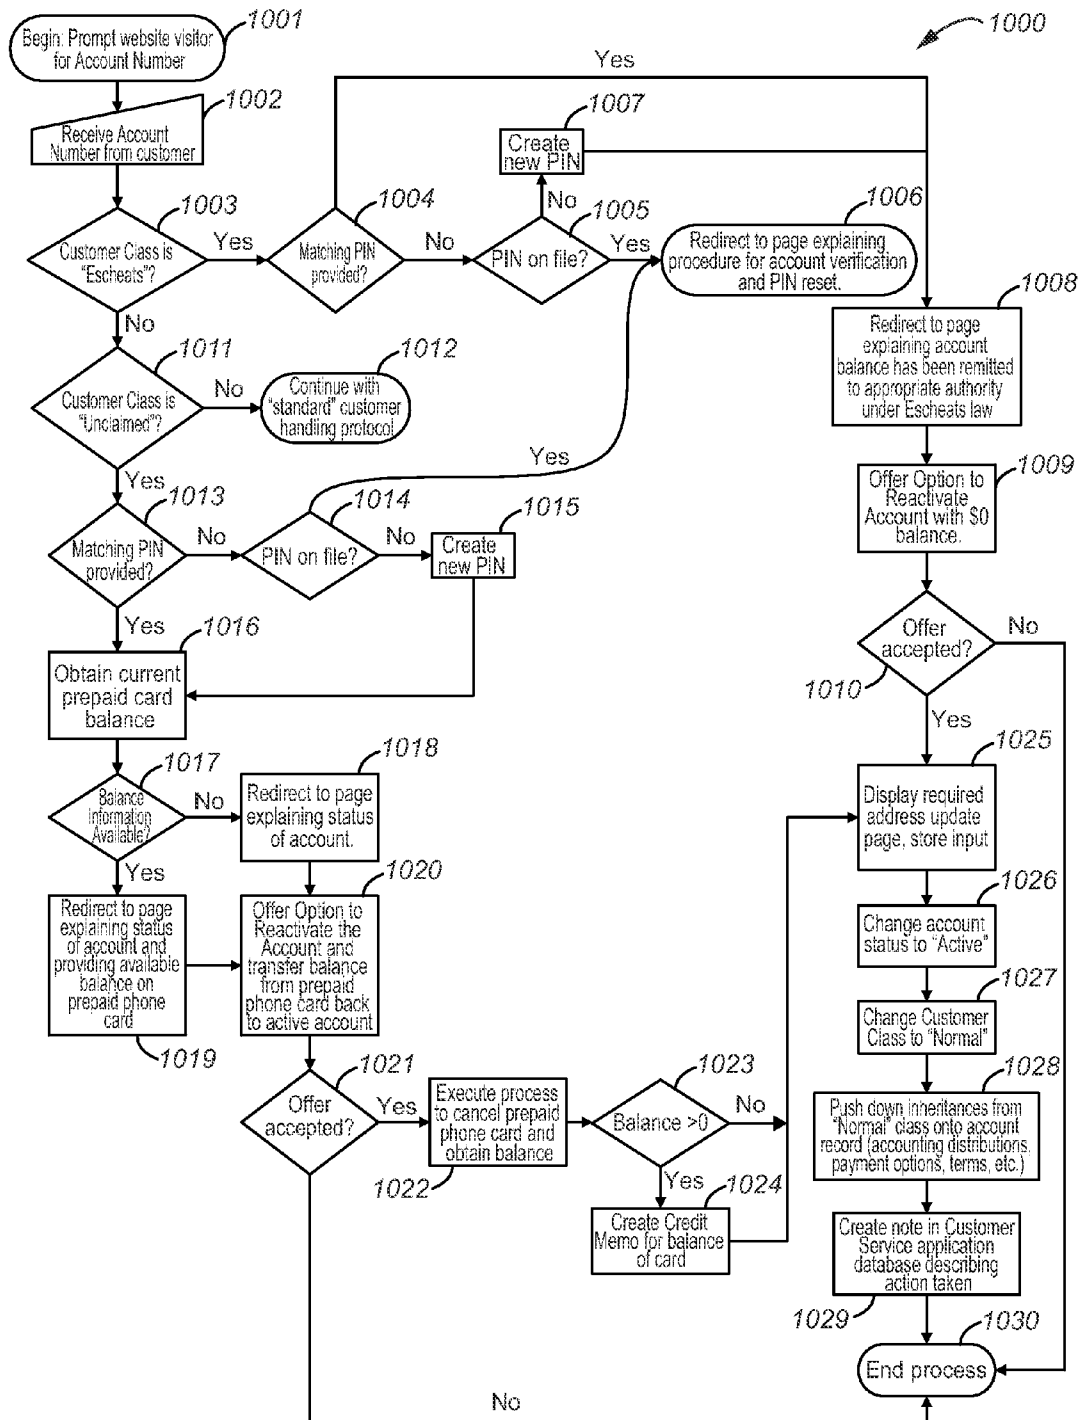 1001
1000
Begin: Prompt website visitor
for Account Number
Yes
1002
1007
Receive Account
Number from customer
Create
new PIN
1003
1004
No
1005
1006
Customer Class is
"Escheats"?
Yes
Matching PIN
provided?
No
PIN on file?
Yes
Redirect to page explaining
procedure for account verification
and PIN reset.
1008
No
Redirect to page
explaining account
balance has been remitted
to appropriate authority
under Escheats law
1011
1012
Customer Class is
"Unclaimed"?
No
Continue with
"standard" customer
handling protocol
Yes
1009
Yes
Offer Option to
Reactivate
Account with $0
balance.
1013
1014
1015
Matching PIN
provided?
No
PIN on file?
No
Create
new PIN
Yes
1016
Offer
accepted?
No
1010
Obtain current
prepaid card
balance
Yes
1017
1018
1025
Balance
Information
Available?
No
Redirect to page
explaining status
of account.
Display required
address update
page, store input
Yes
1020
1026
Redirect to page
explaining status
of account and
providing available
balance on
prepaid phone
card
Offer Option to
Reactivate the
Account and
transfer balance
from prepaid
phone card back
to active account
Change account
status to "Active"
1027
Change Customer
Class to "Normal"
1019
1021
1023
1028
Offer
accepted?
Yes
Execute process
to cancel prepaid
phone card and
obtain balance
Balance >0
No
Push down inheritances from
"Normal" class onto account
record (accounting distributions,
payment options, terms, etc.)
1022
Yes
1024
Create Credit
Memo for balance
of card
Create note in Customer
Service application
database describing
action taken
1029
1030
End process
No